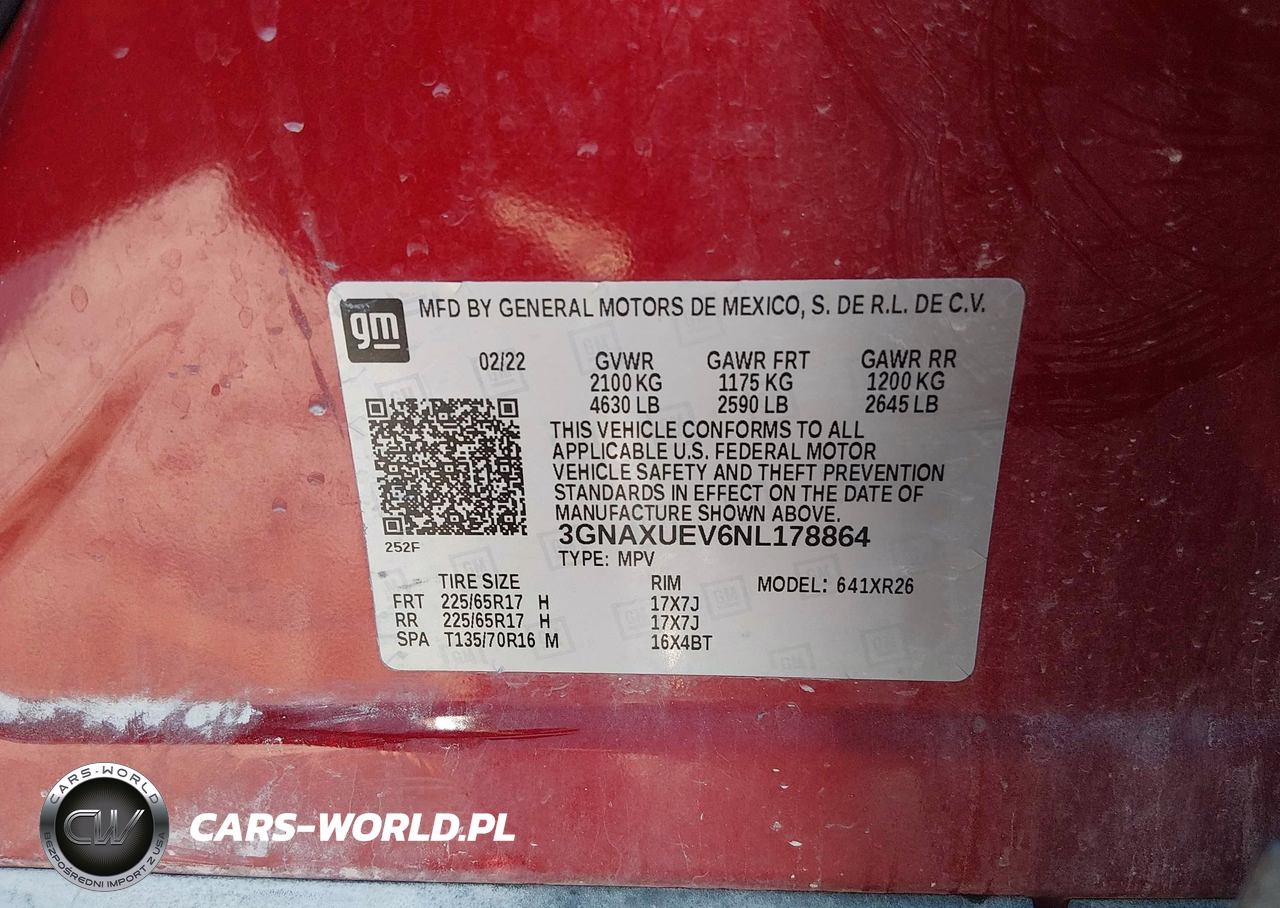 gm
MFD BY GENERAL MOTORS DE MEXICO, S. DE R.L. DE C.V.
02/22 GVWR GAWR FRT GAWR RR
2100 KG 1175 KG 1200 KG
4630 LB 2590 LB 2645 LB
THIS VEHICLE CONFORMS TO ALL
APPLICABLE U.S. FEDERAL MOTOR
VEHICLE SAFETY AND THEFT PREVENTION
STANDARDS IN EFFECT ON THE DATE OF
MANUFACTURE SHOWN ABOVE.
3GNAXUEV6NL178864
252F
TYPE: MPV
TIRE SIZE RIM MODEL: 641XR26
FRT 225/65R17 H 17X7J
RR 225/65R17 H 17X7J
SPA T135/70R16 M 16X4BT
CARS-WORLD
CW
BEZPOŚREDNI IMPORT Z USA
CARS-WORLD.PL